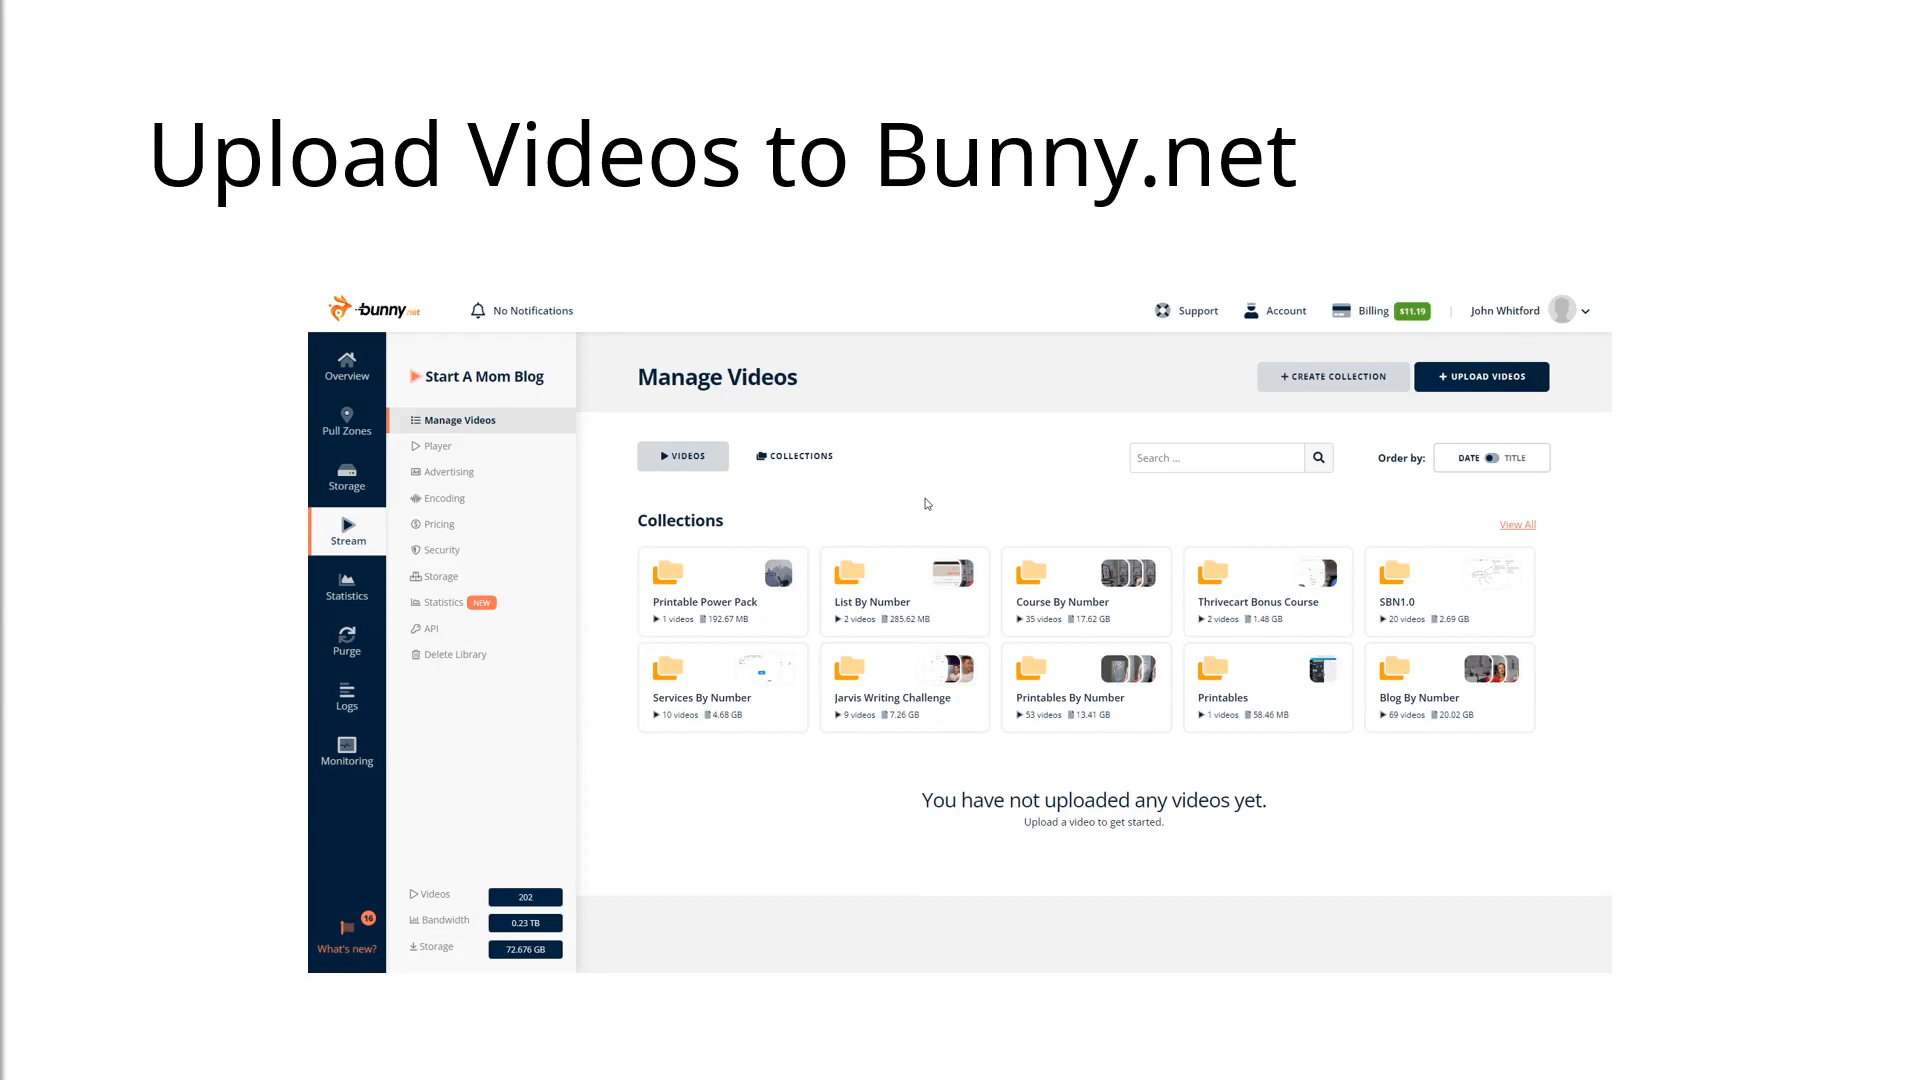 Upload Videos to Bunny.net
bunny.net
No Notifications
Support
Account
Billing $11.19
John Whitford
Overview
Pull Zones
Storage
Stream
Statistics
Purge
Logs
Monitoring
16
What's new?
Start A Mom Blog
Manage Videos
Player
Advertising
Encoding
Pricing
Security
Storage
Statistics NEW
API
Delete Library
Videos 202
Bandwidth 0.23 TB
Storage 72.676 GB
Manage Videos
+ CREATE COLLECTION
+ UPLOAD VIDEOS
VIDEOS
COLLECTIONS
Search ...
Order by:
DATE TITLE
Collections
View All
Printable Power Pack
1 videos 192.67 MB
List By Number
2 videos 285.62 MB
Course By Number
35 videos 17.62 GB
Thrivecart Bonus Course
2 videos 1.48 GB
SBN1.0
20 videos 2.69 GB
Services By Number
10 videos 4.68 GB
Jarvis Writing Challenge
9 videos 7.26 GB
Printables By Number
53 videos 13.41 GB
Printables
1 videos 58.46 MB
Blog By Number
69 videos 20.02 GB
You have not uploaded any videos yet.
Upload a video to get started.